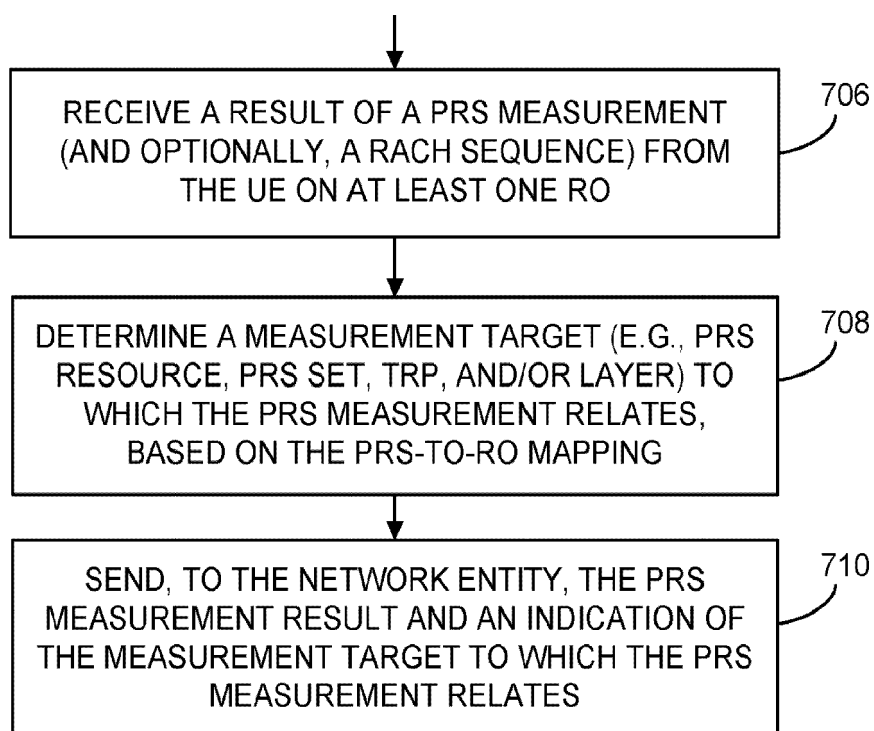 RECEIVE A RESULT OF A PRS MEASUREMENT
(AND OPTIONALLY, A RACH SEQUENCE) FROM
THE UE ON AT LEAST ONE RO
706
DETERMINE A MEASUREMENT TARGET (E.G., PRS
RESOURCE, PRS SET, TRP, AND/OR LAYER) TO
WHICH THE PRS MEASUREMENT RELATES,
BASED ON THE PRS-TO-RO MAPPING
708
SEND, TO THE NETWORK ENTITY, THE PRS
MEASUREMENT RESULT AND AN INDICATION OF
THE MEASUREMENT TARGET TO WHICH THE PRS
MEASUREMENT RELATES
710